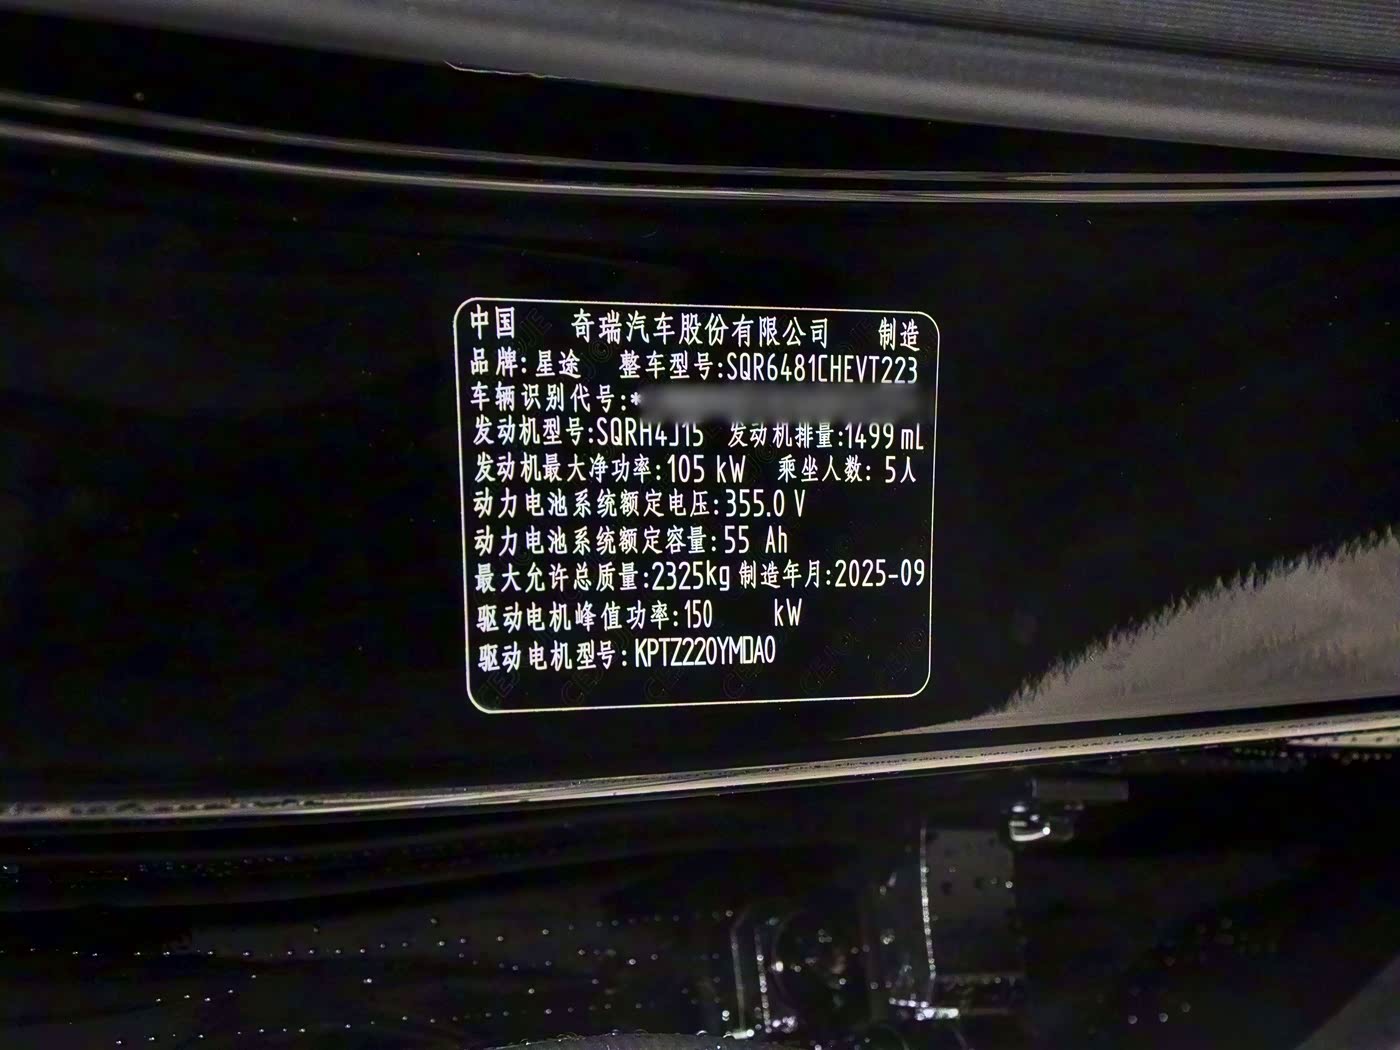 中国 奇瑞汽车股份有限公司 制造
品牌:星途 整车型号:SQR6481CHEVT223
车辆识别代号:*
发动机型号:SQRH4J15 发动机排量:1499 mL
发动机最大净功率:105 kW 乘坐人数: 5人
动力电池系统额定电压:355.0 V
动力电池系统额定容量:55 Ah
最大允许总质量:2325kg 制造年月:2025-09
驱动电机峰值功率:150 kW
驱动电机型号:KPTZ220YMDA0